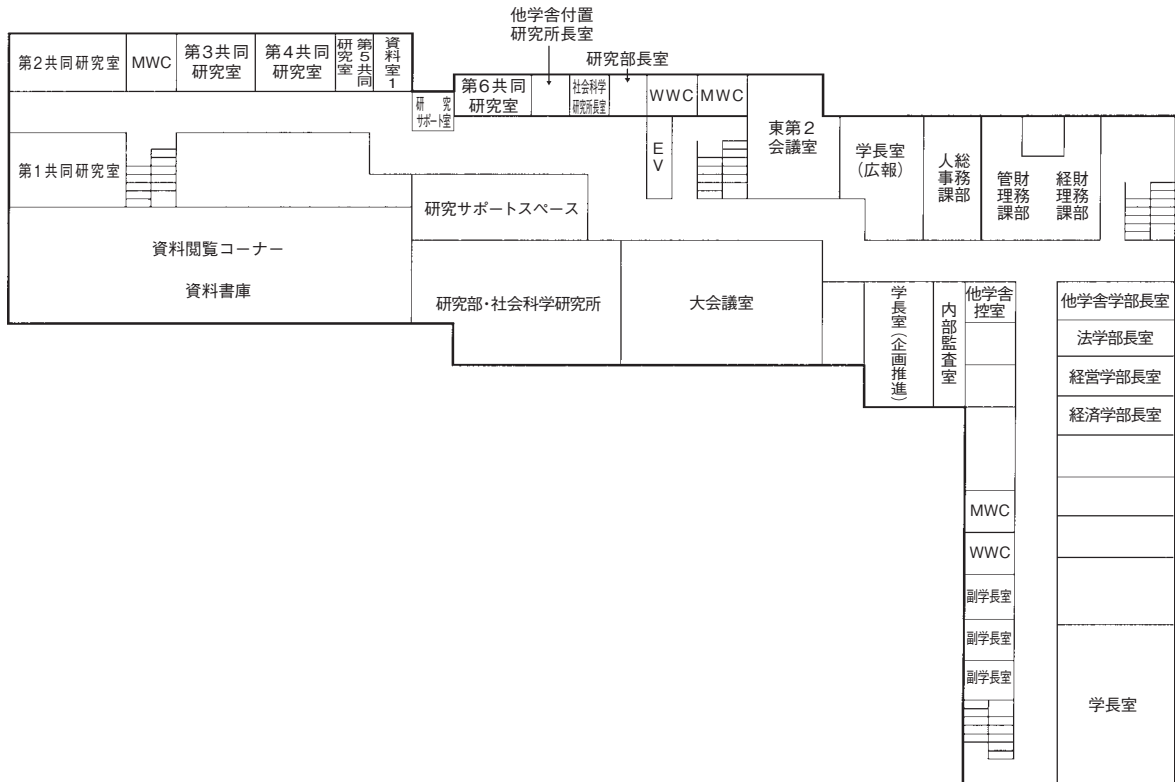 他学舎付置
研究所長室
研究部長室
第2共同研究室
MWC
第3共同
研究室
第4共同
研究室
第5共同
研究室
資料室1
研究
サポート室
第6共同
研究室
社会科学
研究所長室
WWC
MWC
東第2
会議室
学長室
(広報)
総務部
人事課
財務部
管理課
財務部
経理課
EV
第1共同研究室
研究サポートスペース
資料閲覧コーナー
資料書庫
研究部・社会科学研究所
大会議室
学長室(企画推進)
内部監査室
他学舎
控室
他学舎学部長室
法学部長室
経営学部長室
経済学部長室
MWC
WWC
副学長室
副学長室
副学長室
学長室